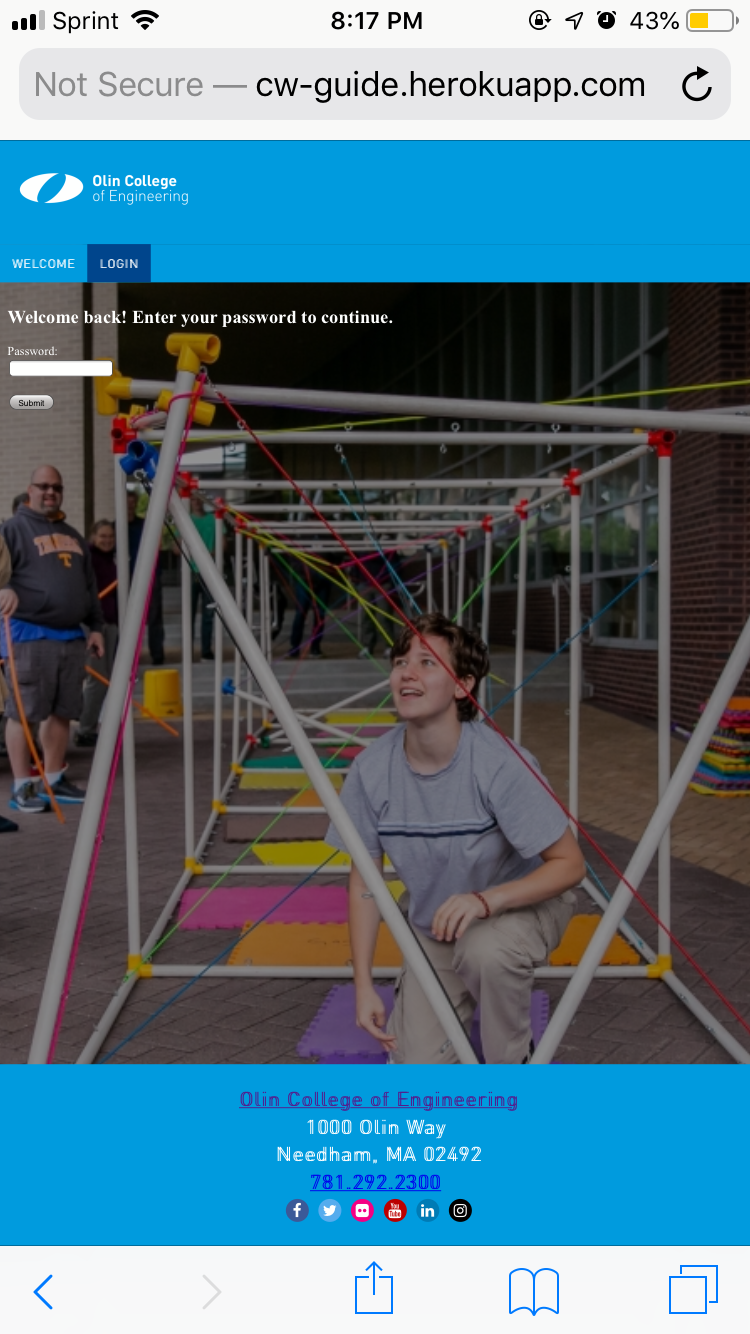 Sprint 8:17 PM 43%
Not Secure — cw-guide.herokuapp.com
Olin College
of Engineering
WELCOME LOGIN
Welcome back! Enter your password to continue.
Password:
Submit
Olin College of Engineering
1000 Olin Way
Needham, MA 02492
781.292.2300